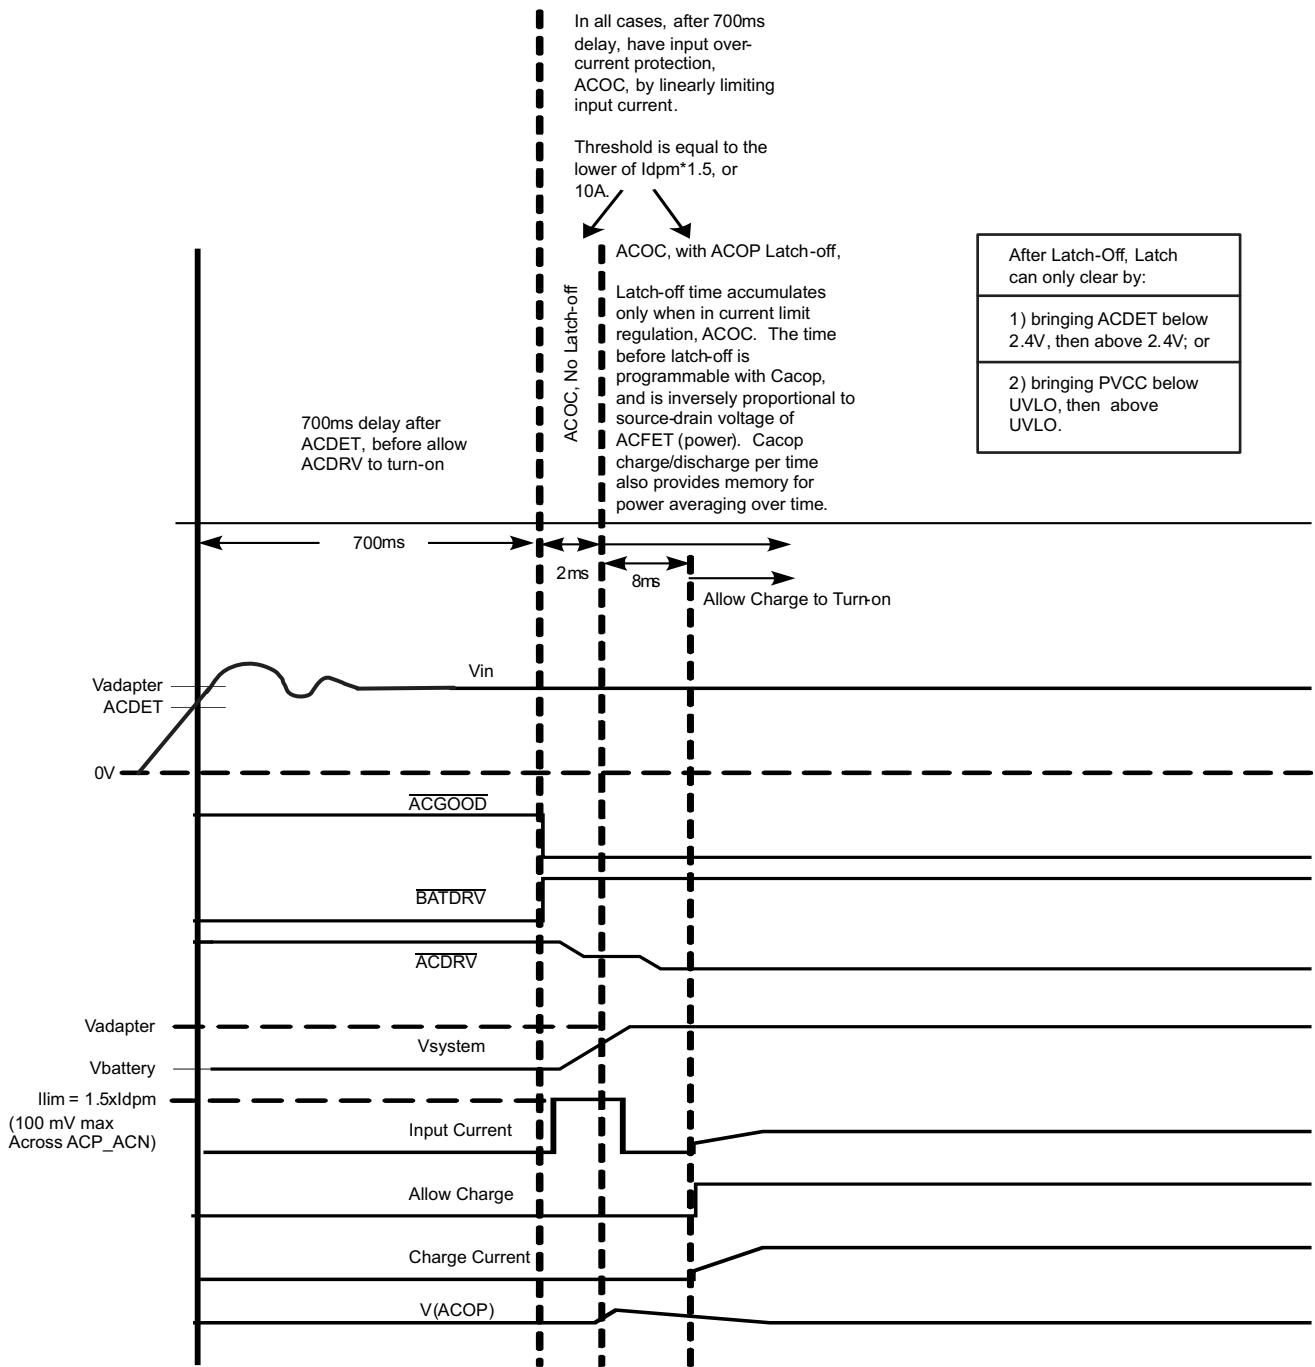 In all cases, after 700ms
delay, have input over-
current protection,
ACOC, by linearly limiting
input current.
Threshold is equal to the
lower of Idpm*1.5, or
10A.
ACOC, No Latch-off
ACOC, with ACOP Latch-off,
Latch-off time accumulates
only when in current limit
regulation, ACOC. The time
before latch-off is
programmable with Cacop,
and is inversely proportional to
source-drain voltage of
ACFET (power). Cacop
charge/discharge per time
also provides memory for
power averaging over time.
After Latch-Off, Latch
can only clear by:
1) bringing ACDET below
2.4V, then above 2.4V; or
2) bringing PVCC below
UVLO, then above
UVLO.
700ms delay after
ACDET, before allow
ACDRV to turn-on
700ms
2ms
8ms
Allow Charge to Turn-on
Vin
Vadapter
ACDET
0V
ACGOOD
BATDRV
ACDRV
Vadapter
Vsystem
Vbattery
Ilim = 1.5xIdpm
(100 mV max
Across ACP_ACN)
Input Current
Allow Charge
Charge Current
V(ACOP)